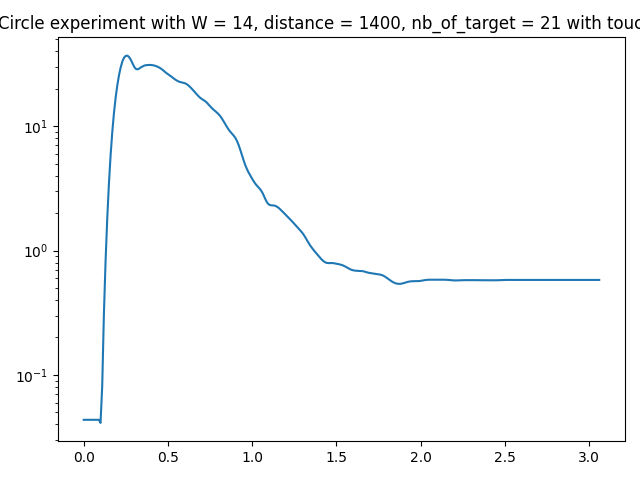 Circle experiment with W = 14, distance = 1400, nb_of_target = 21 with
10¹
10⁰
10⁻¹
0.0 0.5 1.0 1.5 2.0 2.5 3.0